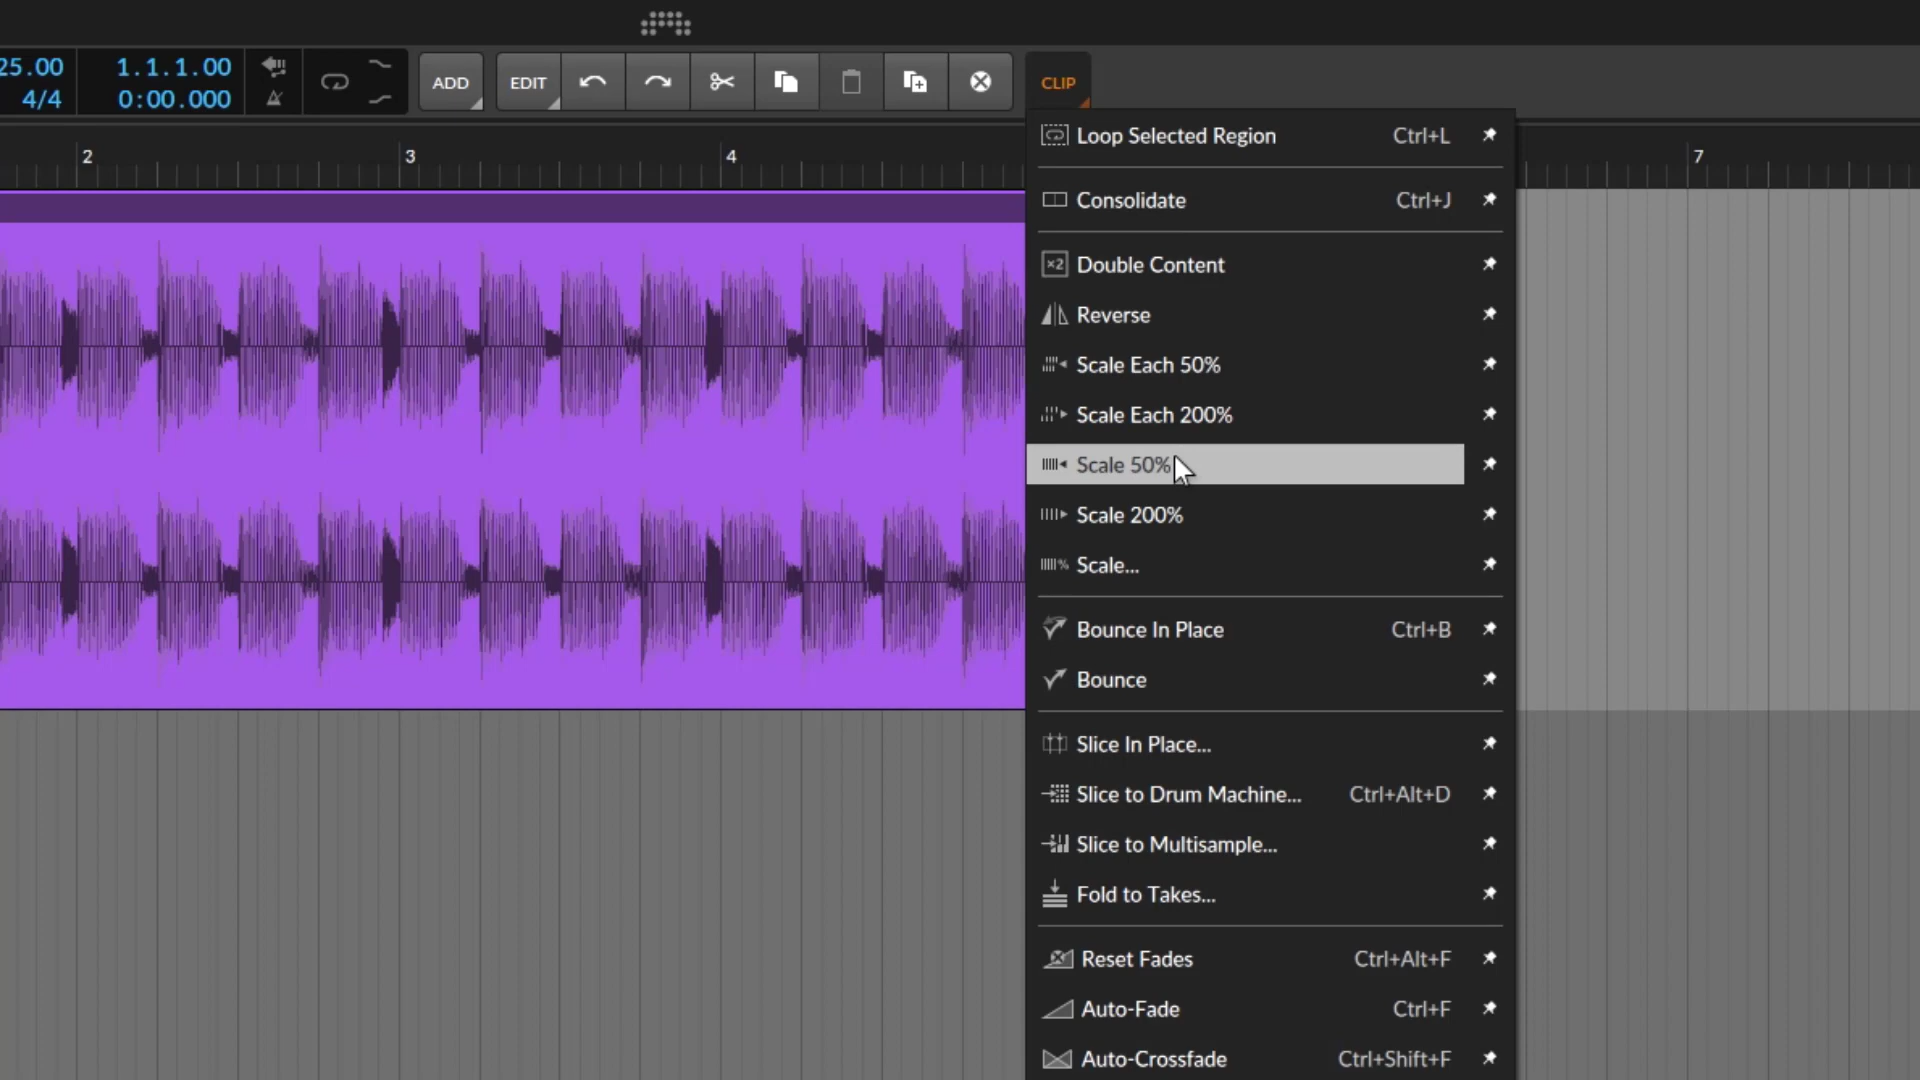 25.00
4/4
1.1.1.00
0:00.000
ADD
EDIT
CLIP
2
3
4
7
Loop Selected Region Ctrl+L
Consolidate Ctrl+J
×2 Double Content
Reverse
Scale Each 50%
Scale Each 200%
Scale 50%
Scale 200%
% Scale...
Bounce In Place Ctrl+B
Bounce
Slice In Place...
Slice to Drum Machine... Ctrl+Alt+D
Slice to Multisample...
Fold to Takes...
Reset Fades Ctrl+Alt+F
Auto-Fade Ctrl+F
Auto-Crossfade Ctrl+Shift+F